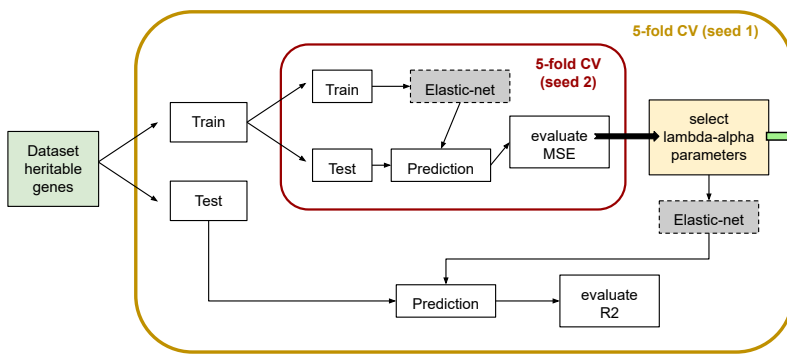 5-fold CV (seed 1)
5-fold CV
(seed 2)
Train
Elastic-net
Train
Dataset
heritable
genes
Test
Prediction
evaluate
MSE
select
lambda-alpha
parameters
Test
Elastic-net
Prediction
evaluate
R2